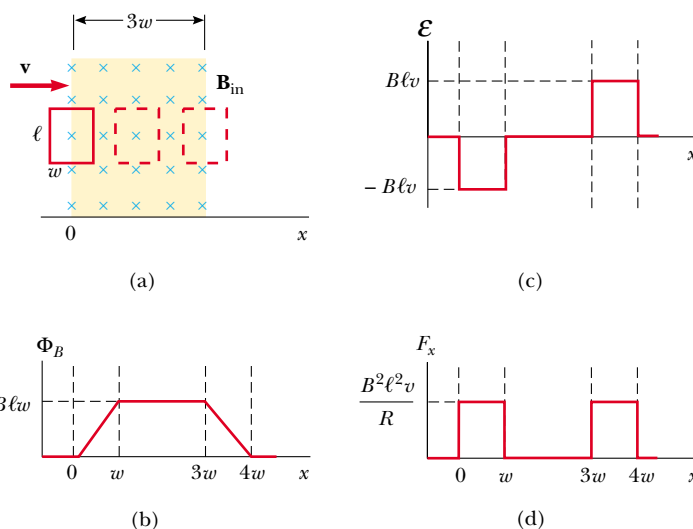 3w
v
B_in
ℓ
w
0
x
(a)
ℰ
Bℓv
x
− Bℓv
(c)
Φ_B
Bℓw
0
w
3w
4w
x
(b)
F_x
B²ℓ²v
R
0
w
3w
4w
x
(d)